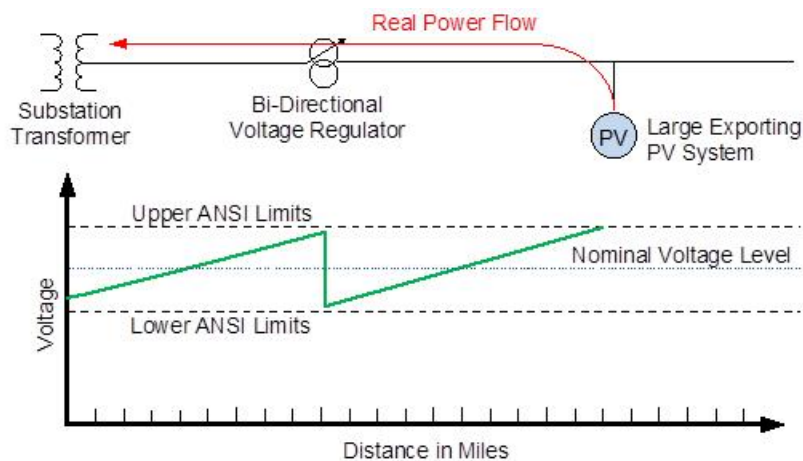 Real Power Flow
Substation
Transformer
Bi-Directional
Voltage Regulator
PV
Large Exporting
PV System
Upper ANSI Limits
Nominal Voltage Level
Lower ANSI Limits
Voltage
Distance in Miles